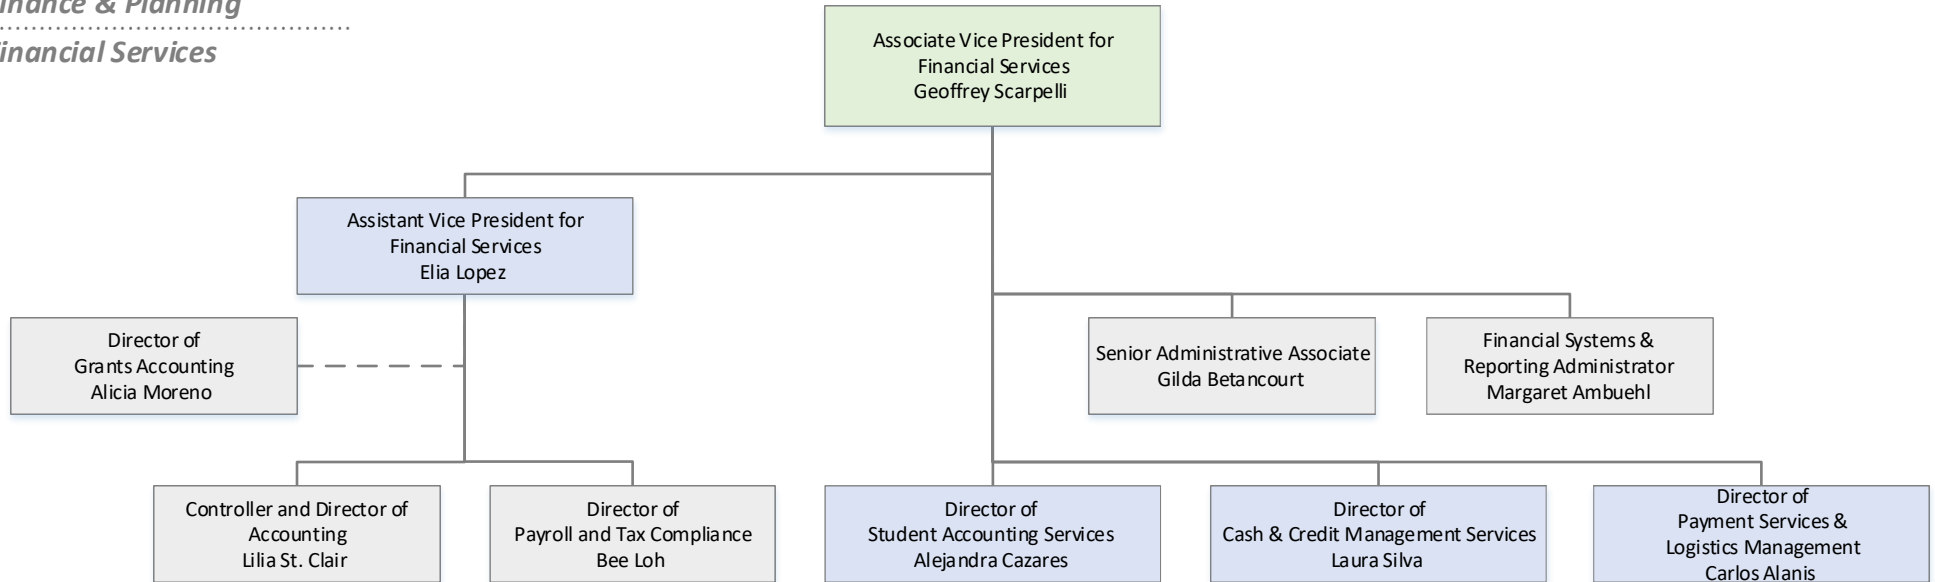 Finance & Planning
Financial Services
Associate Vice President for
Financial Services
Geoffrey Scarpelli
Assistant Vice President for
Financial Services
Elia Lopez
Director of
Grants Accounting
Alicia Moreno
Senior Administrative Associate
Gilda Betancourt
Financial Systems &
Reporting Administrator
Margaret Ambuehl
Controller and Director of
Accounting
Lilia St. Clair
Director of
Payroll and Tax Compliance
Bee Loh
Director of
Student Accounting Services
Alejandra Cazares
Director of
Cash & Credit Management Services
Laura Silva
Director of
Payment Services &
Logistics Management
Carlos Alanis